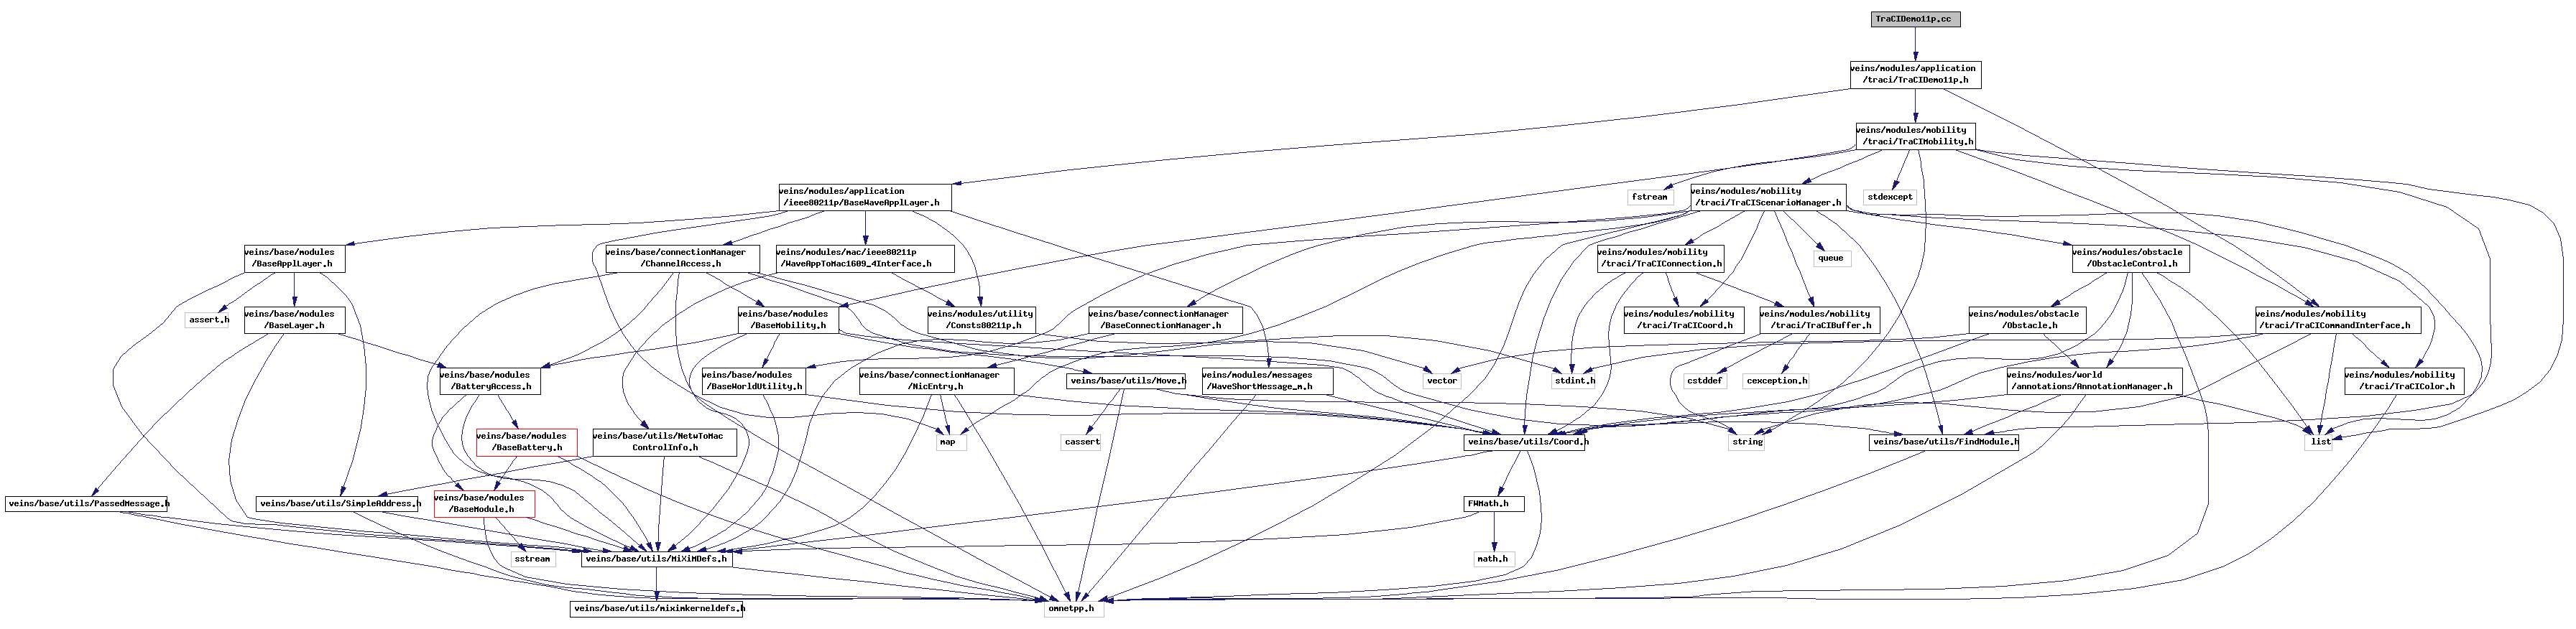 TraCIDemo11p.cc
veins/modules/application
/traci/TraCIDemo11p.h
veins/modules/mobility
/traci/TraCIMobility.h
veins/modules/application
/ieee80211p/BaseWaveApplLayer.h
fstream
veins/modules/mobility
/traci/TraCIScenarioManager.h
stdexcept
veins/base/modules
/BaseApplLayer.h
veins/base/connectionManager
/ChannelAccess.h
veins/modules/mac/ieee80211p
/WaveAppToMac1609_4Interface.h
veins/modules/mobility
/traci/TraCIConnection.h
queue
veins/modules/obstacle
/ObstacleControl.h
assert.h
veins/base/modules
/BaseLayer.h
veins/base/modules
/BaseMobility.h
veins/modules/utility
/Consts80211p.h
veins/base/connectionManager
/BaseConnectionManager.h
veins/modules/mobility
/traci/TraCICoord.h
veins/modules/mobility
/traci/TraCIBuffer.h
veins/modules/obstacle
/Obstacle.h
veins/modules/mobility
/traci/TraCICommandInterface.h
veins/base/modules
/BatteryAccess.h
veins/base/modules
/BaseWorldUtility.h
veins/base/connectionManager
/NicEntry.h
veins/base/utils/Move.h
veins/modules/messages
/WaveShortMessage_m.h
vector
stdint.h
cstddef
cexception.h
veins/modules/world
/annotations/AnnotationManager.h
veins/modules/mobility
/traci/TraCIColor.h
veins/base/modules
/BaseBattery.h
veins/base/utils/NetwToMac
ControlInfo.h
map
cassert
veins/base/utils/Coord.h
string
veins/base/utils/FindModule.h
list
veins/base/utils/PassedMessage.h
veins/base/utils/SimpleAddress.h
veins/base/modules
/BaseModule.h
FWMath.h
sstream
veins/base/utils/MiXiMDefs.h
math.h
veins/base/utils/miximkerneldefs.h
omnetpp.h